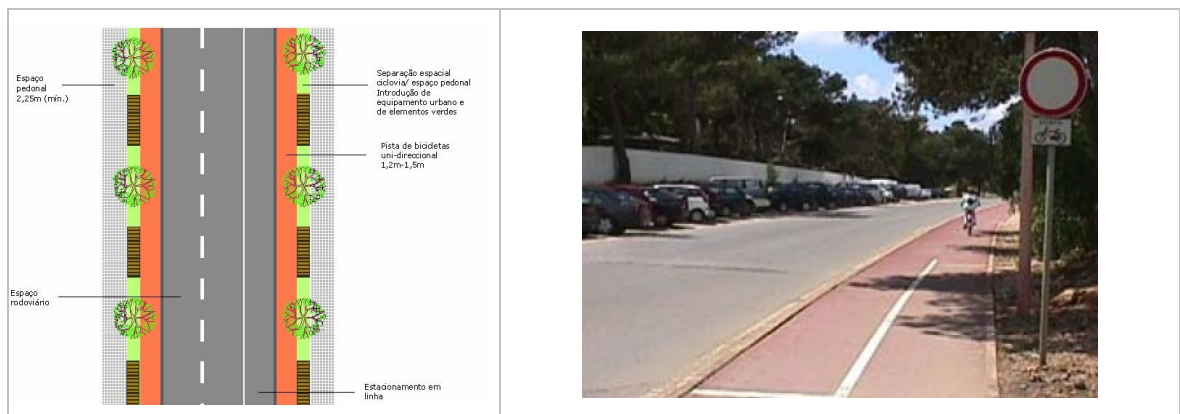 Espaço
pedonal
2,25m (mín.)
Separação espacial
ciclovia/ espaço pedonal
Introdução de
equipamento urbano e
de elementos verdes
Pista de bicicletas
uni-direccional
1,2m-1,5m
Espaço
rodoviário
Estacionamento em
linha